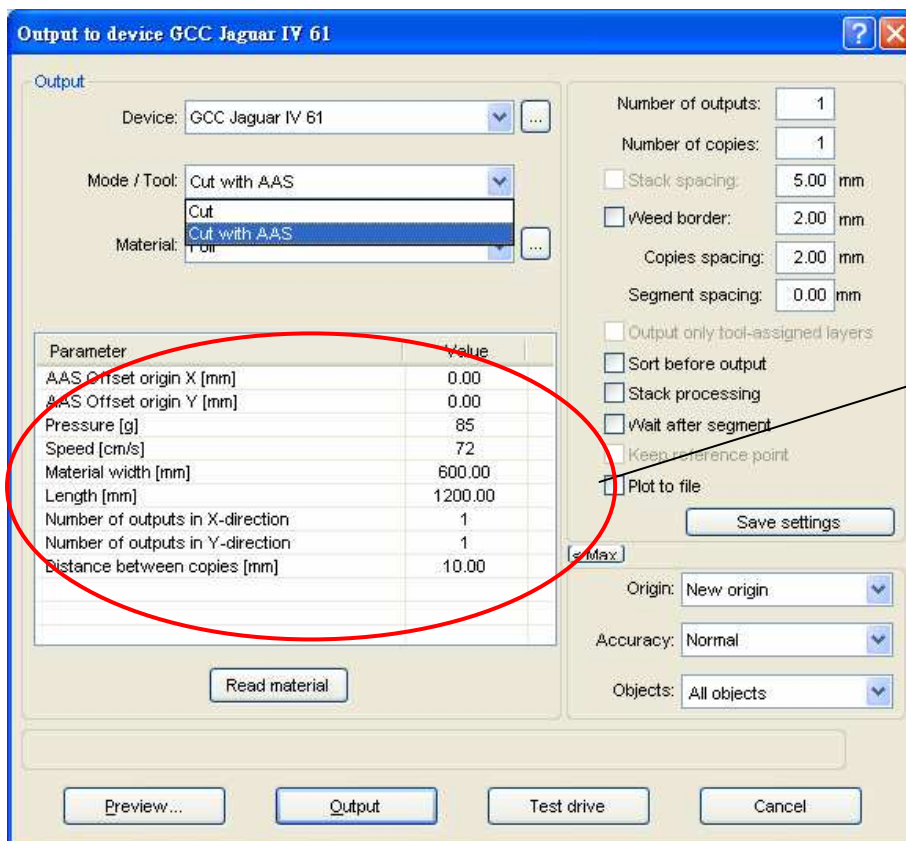 Output to device GCC Jaguar IV 61
Output
Device: GCC Jaguar IV 61
...
Mode / Tool: Cut with AAS
Cut
Cut with AAS
Material:
...
Parameter Value
AAS Offset origin X [mm] 0.00
AAS Offset origin Y [mm] 0.00
Pressure [g] 85
Speed [cm/s] 72
Material width [mm] 600.00
Length [mm] 1200.00
Number of outputs in X-direction 1
Number of outputs in Y-direction 1
Distance between copies [mm] 10.00
Read material
Number of outputs: 1
Number of copies: 1
Stack spacing: 5.00 mm
Weed border: 2.00 mm
Copies spacing: 2.00 mm
Segment spacing: 0.00 mm
Output only tool-assigned layers
Sort before output
Stack processing
Wait after segment
Keep reference point
Plot to file
Save settings
< Max
Origin: New origin
Accuracy: Normal
Objects: All objects
Preview...
Output
Test drive
Cancel